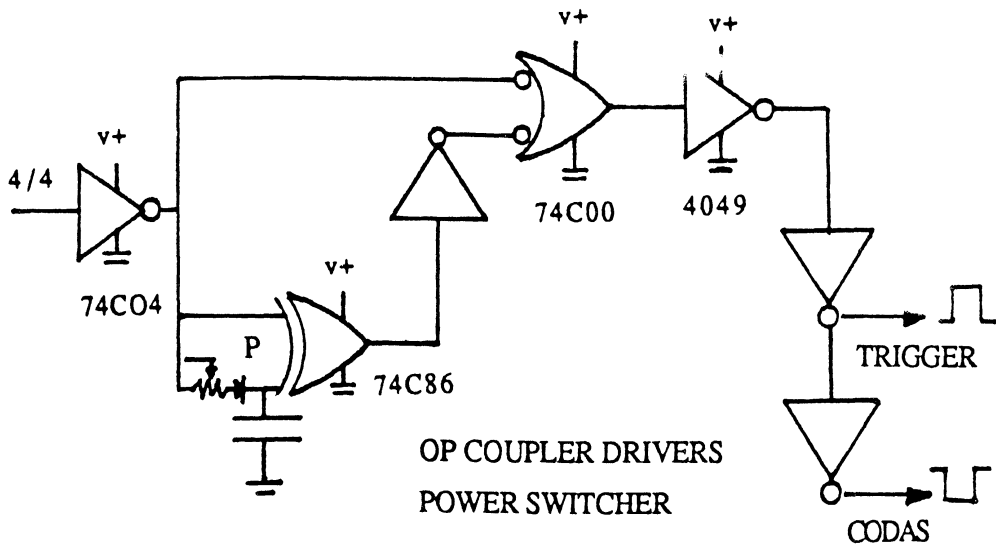 v+
v+
v+
4/4
74C00
4049
74CO4
v+
P
74C86
TRIGGER
OP COUPLER DRIVERS
POWER SWITCHER
CODAS